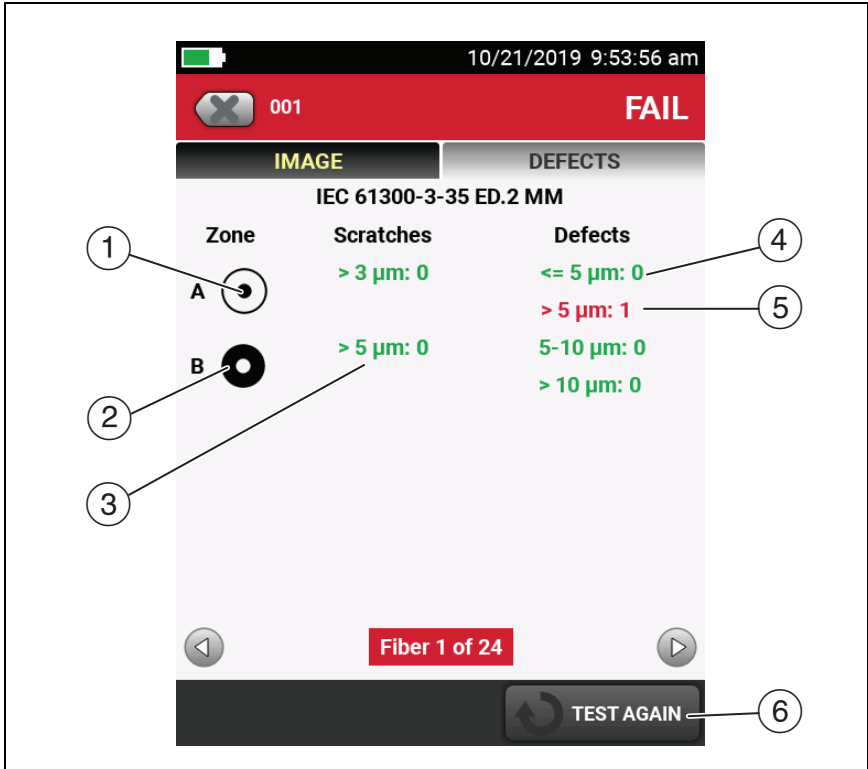 10/21/2019 9:53:56 am
001 FAIL
IMAGE DEFECTS
IEC 61300-3-35 ED.2 MM
Zone Scratches Defects
1
4
A > 3 µm: 0 <= 5 µm: 0
> 5 µm: 1
5
B > 5 µm: 0 5-10 µm: 0
> 10 µm: 0
2
3
Fiber 1 of 24
TEST AGAIN
6